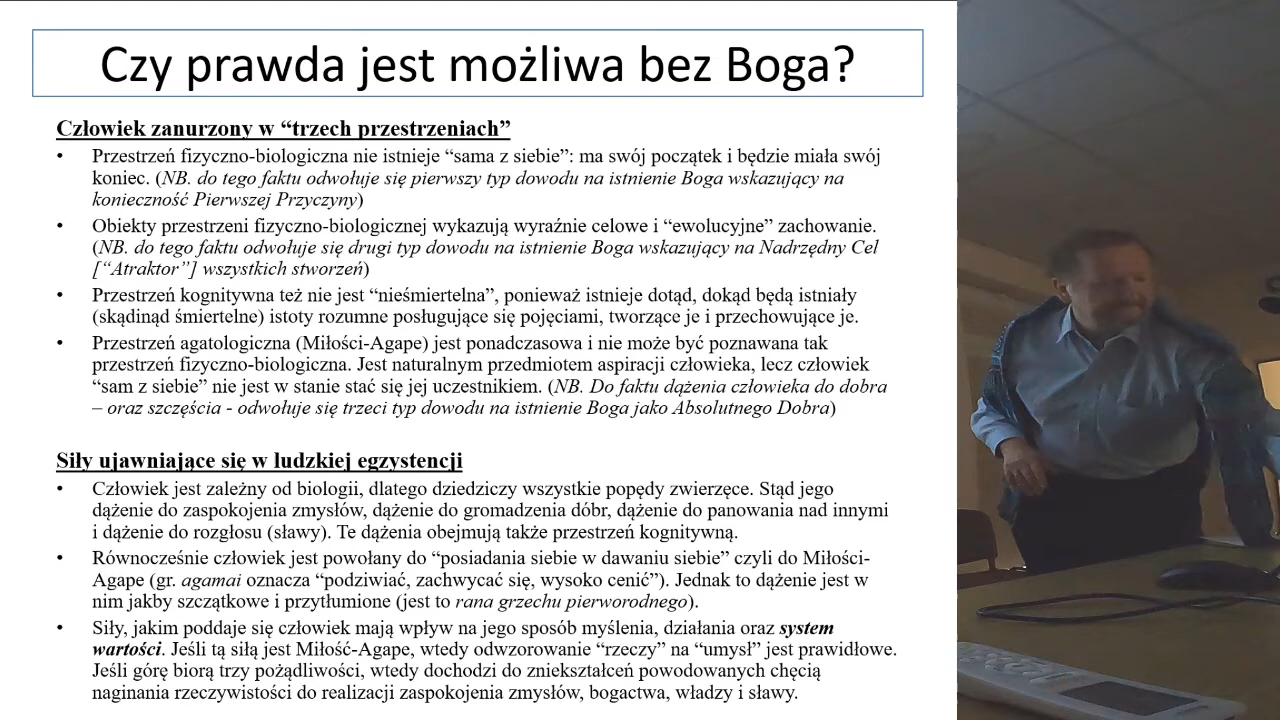 Czy prawda jest możliwa bez Boga?
Człowiek zanurzony w “trzech przestrzeniach”
• Przestrzeń fizyczno-biologiczna nie istnieje “sama z siebie”: ma swój początek i będzie miała swój
koniec. (NB. do tego faktu odwołuje się pierwszy typ dowodu na istnienie Boga wskazujący na
konieczność Pierwszej Przyczyny)
• Obiekty przestrzeni fizyczno-biologicznej wykazują wyraźnie celowe i “ewolucyjne” zachowanie.
(NB. do tego faktu odwołuje się drugi typ dowodu na istnienie Boga wskazujący na Nadrzędny Cel
[“Atraktor”] wszystkich stworzeń)
• Przestrzeń kognitywna też nie jest “nieśmiertelna”, ponieważ istnieje dotąd, dokąd będą istniały
(skądinąd śmiertelne) istoty rozumne posługujące się pojęciami, tworzące je i przechowujące je.
• Przestrzeń agatologiczna (Miłości-Agape) jest ponadczasowa i nie może być poznawana tak
przestrzeń fizyczno-biologiczna. Jest naturalnym przedmiotem aspiracji człowieka, lecz człowiek
“sam z siebie” nie jest w stanie stać się jej uczestnikiem. (NB. Do faktu dążenia człowieka do dobra
– oraz szczęścia - odwołuje się trzeci typ dowodu na istnienie Boga jako Absolutnego Dobra)
Siły ujawniające się w ludzkiej egzystencji
• Człowiek jest zależny od biologii, dlatego dziedziczy wszystkie popędy zwierzęce. Stąd jego
dążenie do zaspokojenia zmysłów, dążenie do gromadzenia dóbr, dążenie do panowania nad innymi
i dążenie do rozgłosu (sławy). Te dążenia obejmują także przestrzeń kognitywną.
• Równocześnie człowiek jest powołany do “posiadania siebie w dawaniu siebie” czyli do Miłości-
Agape (gr. agamai oznacza “podziwiać, zachwycać się, wysoko cenić”). Jednak to dążenie jest w
nim jakby szczątkowe i przytłumione (jest to rana grzechu pierworodnego).
• Siły, jakim poddaje się człowiek mają wpływ na jego sposób myślenia, działania oraz system
wartości. Jeśli tą siłą jest Miłość-Agape, wtedy odwzorowanie “rzeczy” na “umysł” jest prawidłowe.
Jeśli górę biorą trzy pożądliwości, wtedy dochodzi do zniekształceń powodowanych chęcią
naginania rzeczywistości do realizacji zaspokojenia zmysłów, bogactwa, władzy i sławy.